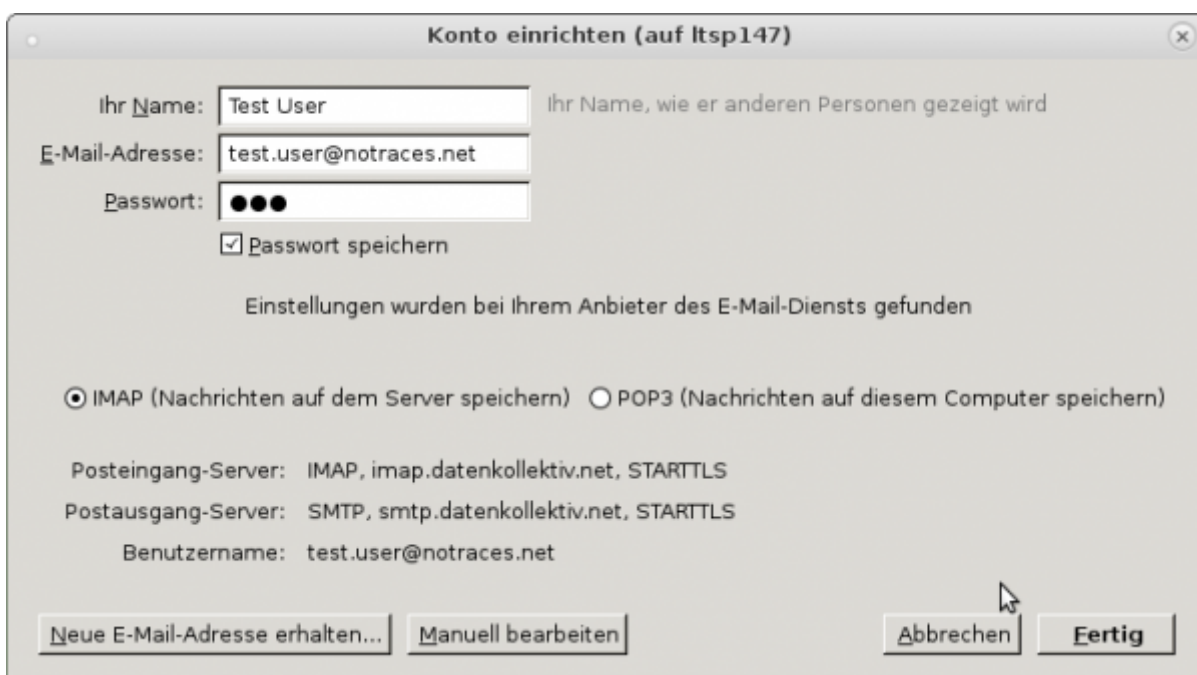 Konto einrichten (auf ltsp147)
Ihr Name: Test User Ihr Name, wie er anderen Personen gezeigt wird
E-Mail-Adresse: test.user@notraces.net
Passwort: ●●●
Passwort speichern
Einstellungen wurden bei Ihrem Anbieter des E-Mail-Diensts gefunden
IMAP (Nachrichten auf dem Server speichern) POP3 (Nachrichten auf diesem Computer speichern)
Posteingang-Server: IMAP, imap.datenkollektiv.net, STARTTLS
Postausgang-Server: SMTP, smtp.datenkollektiv.net, STARTTLS
Benutzername: test.user@notraces.net
Neue E-Mail-Adresse erhalten... Manuell bearbeiten Abbrechen Fertig